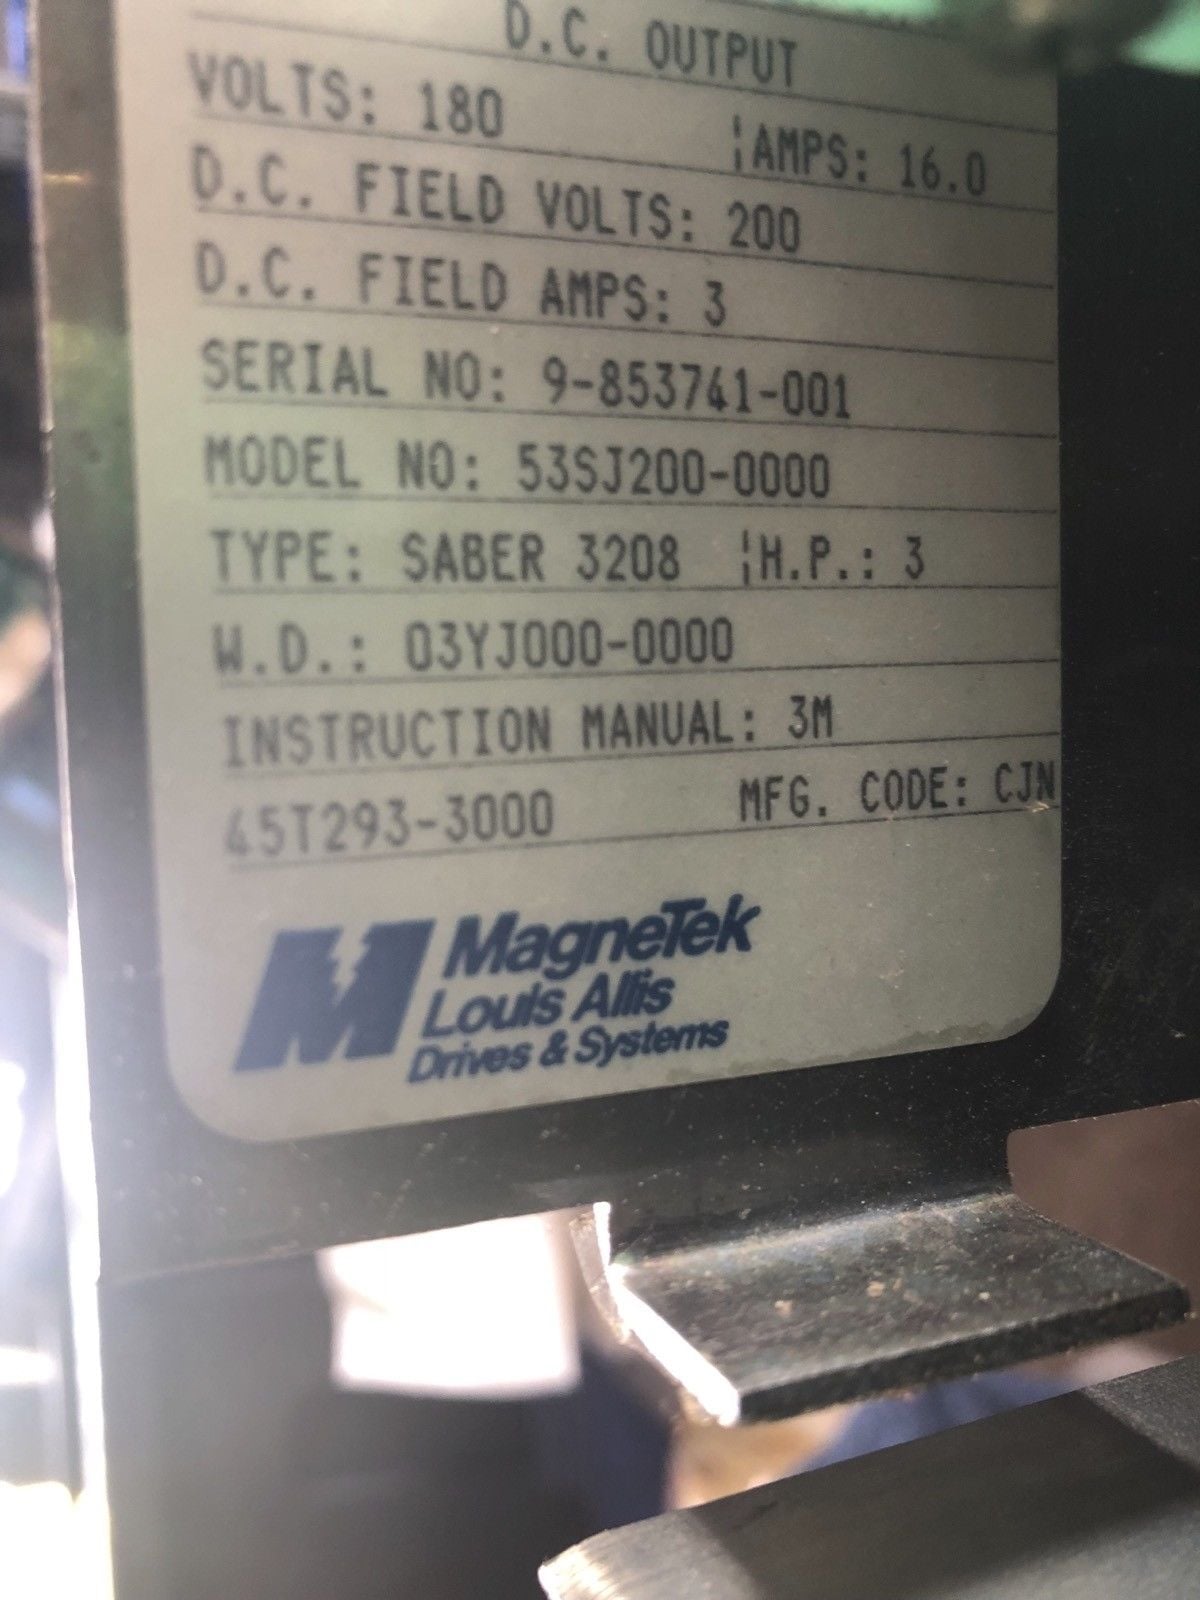 D.C. OUTPUT
VOLTS: 180 ¦AMPS: 16.0
D.C. FIELD VOLTS: 200
D.C. FIELD AMPS: 3
SERIAL NO: 9-853741-001
MODEL NO: 53SJ200-0000
TYPE: SABER 3208 ¦H.P.: 3
W.D.: 03YJ000-0000
INSTRUCTION MANUAL: 3M
45T293-3000 MFG. CODE: CJN
MagneTek
Louis Allis
Drives & Systems